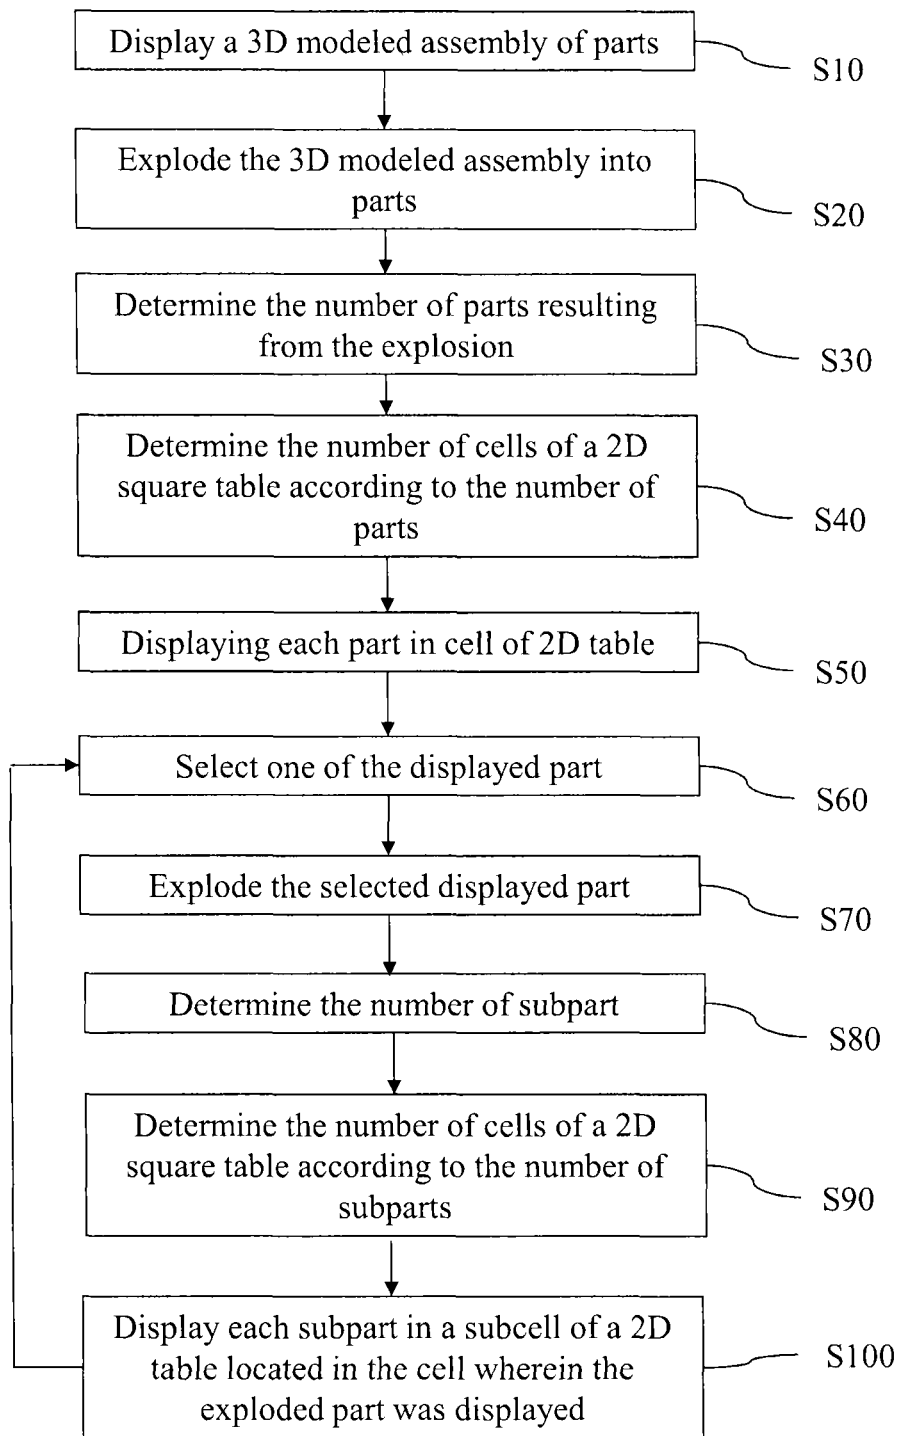 Display a 3D modeled assembly of parts
S10
Explode the 3D modeled assembly into
parts
S20
Determine the number of parts resulting
from the explosion
S30
Determine the number of cells of a 2D
square table according to the number of
parts
S40
Displaying each part in cell of 2D table
S50
Select one of the displayed part
S60
Explode the selected displayed part
S70
Determine the number of subpart
S80
Determine the number of cells of a 2D
square table according to the number of
subparts
S90
Display each subpart in a subcell of a 2D
table located in the cell wherein the
exploded part was displayed
S100